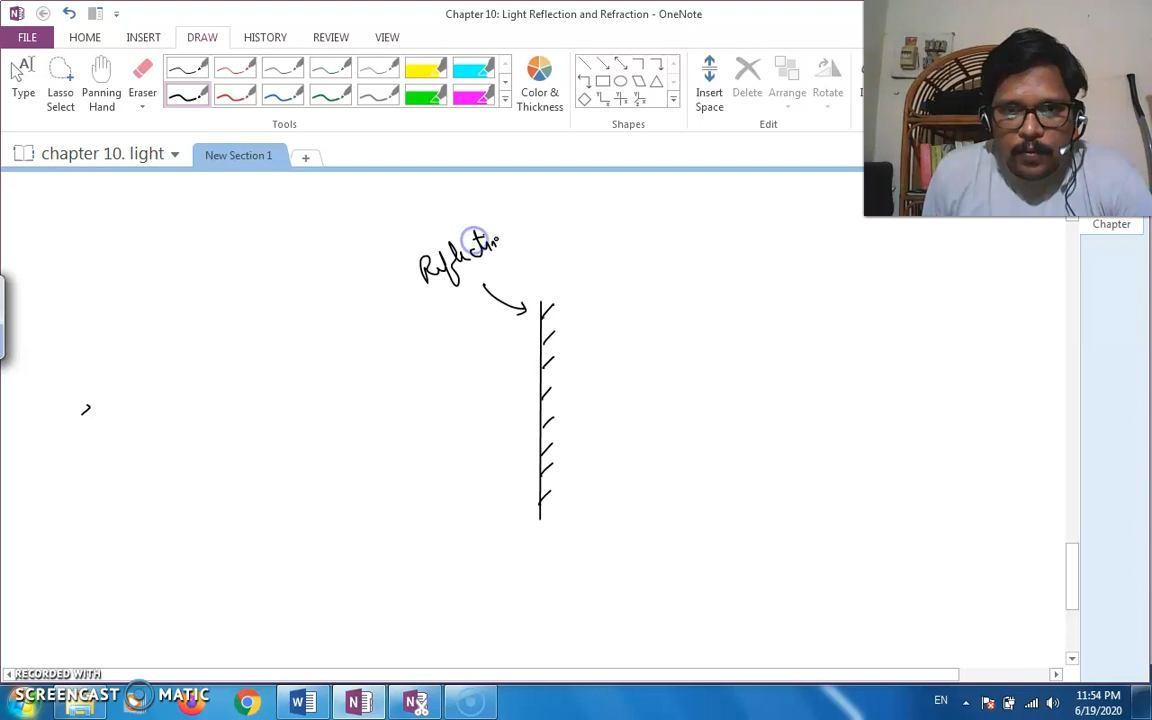 Chapter 10: Light Reflection and Refraction - OneNote
FILE HOME INSERT DRAW HISTORY REVIEW VIEW
Type
Lasso Select
Panning Hand
Eraser
Color & Thickness
Insert Space
Delete
Arrange
Rotate
Tools
Shapes
Edit
chapter 10. light
New Section 1
Chapter
RECORDED WITH
SCREENCAST MATIC
EN
11:54 PM
6/19/2020